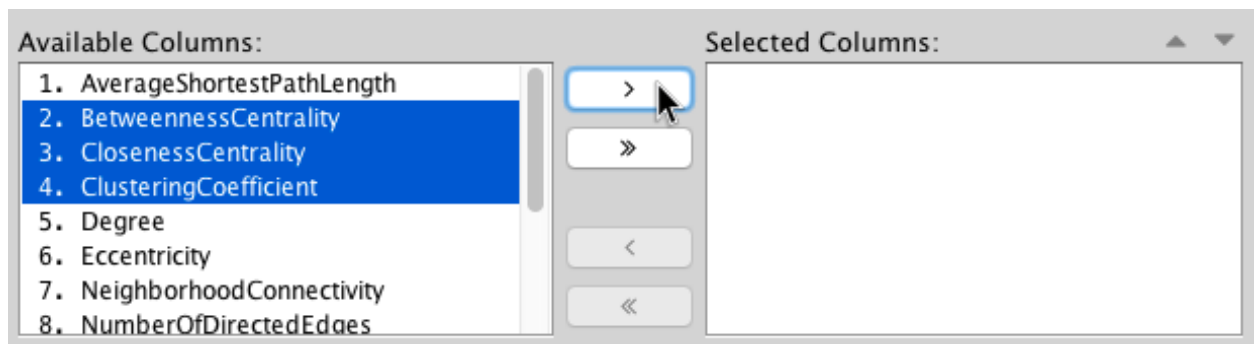 Available Columns:
1. AverageShortestPathLength
2. BetweennessCentrality
3. ClosenessCentrality
4. ClusteringCoefficient
5. Degree
6. Eccentricity
7. NeighborhoodConnectivity
8. NumberOfDirectedEdges
>
»
<
«
Selected Columns: